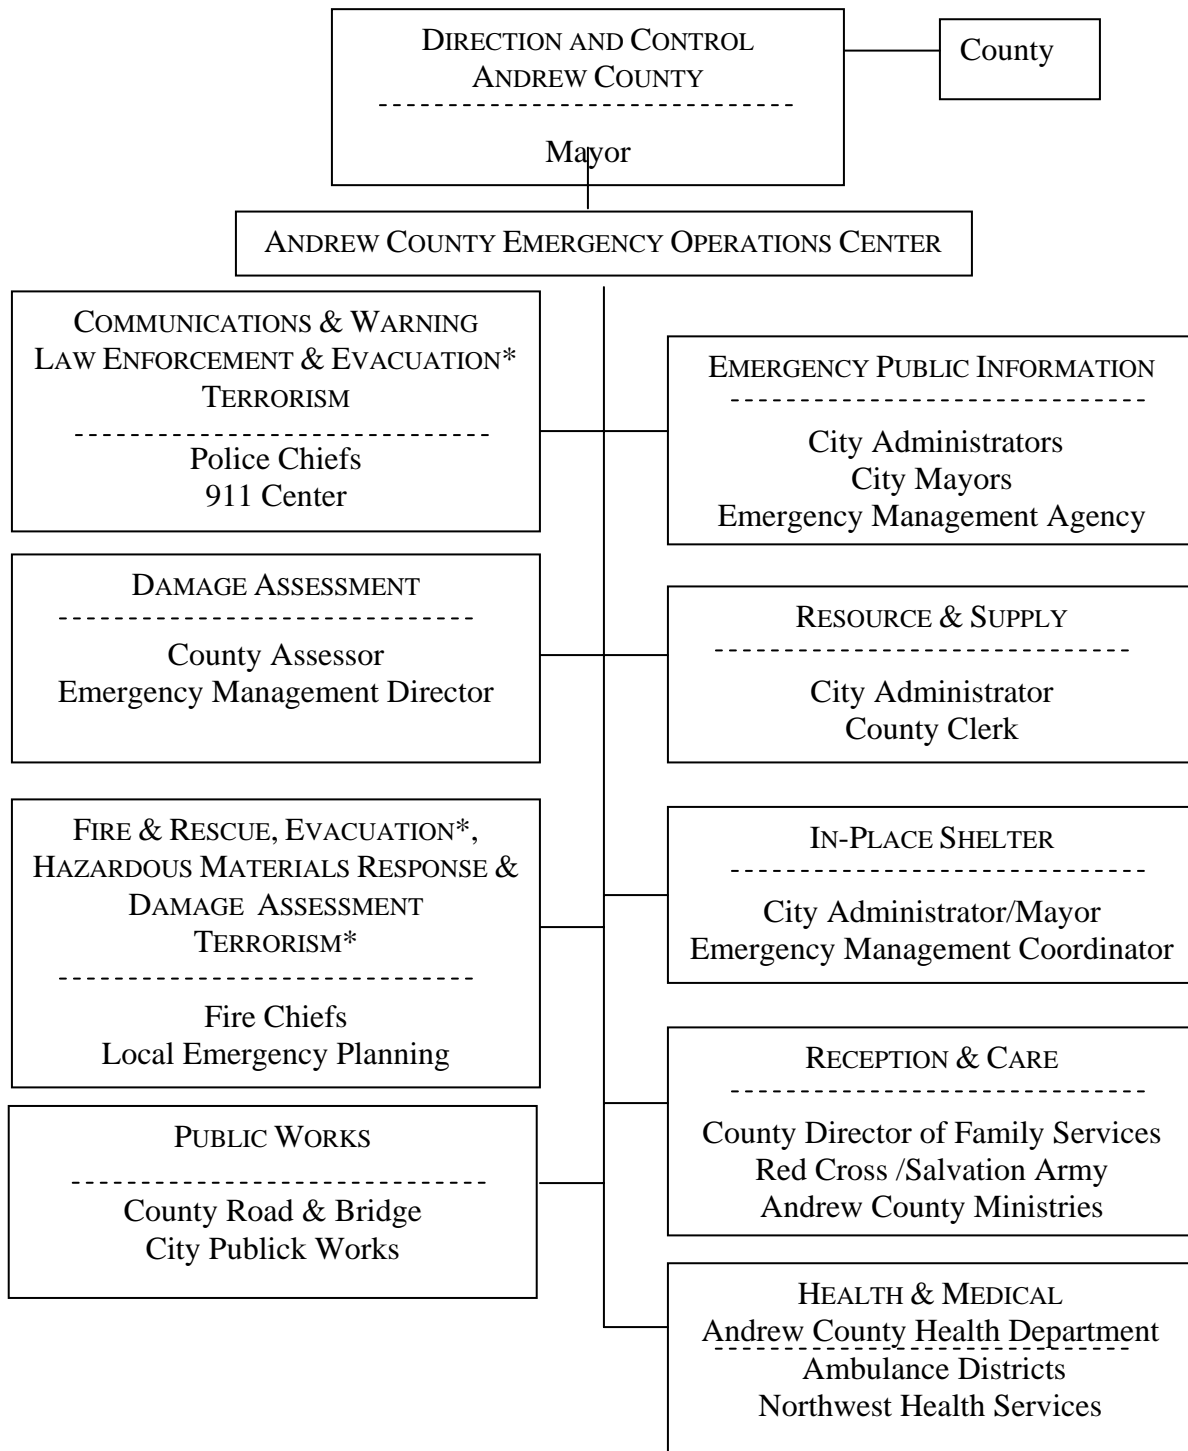 DIRECTION AND CONTROL
ANDREW COUNTY
Mayor
County
ANDREW COUNTY EMERGENCY OPERATIONS CENTER
COMMUNICATIONS & WARNING
LAW ENFORCEMENT & EVACUATION*
TERRORISM
Police Chiefs
911 Center
EMERGENCY PUBLIC INFORMATION
City Administrators
City Mayors
Emergency Management Agency
DAMAGE ASSESSMENT
County Assessor
Emergency Management Director
RESOURCE & SUPPLY
City Administrator
County Clerk
FIRE & RESCUE, EVACUATION*,
HAZARDOUS MATERIALS RESPONSE &
DAMAGE ASSESSMENT
TERRORISM*
Fire Chiefs
Local Emergency Planning
IN-PLACE SHELTER
City Administrator/Mayor
Emergency Management Coordinator
PUBLIC WORKS
County Road & Bridge
City Publick Works
RECEPTION & CARE
County Director of Family Services
Red Cross /Salvation Army
Andrew County Ministries
HEALTH & MEDICAL
Andrew County Health Department
Ambulance Districts
Northwest Health Services